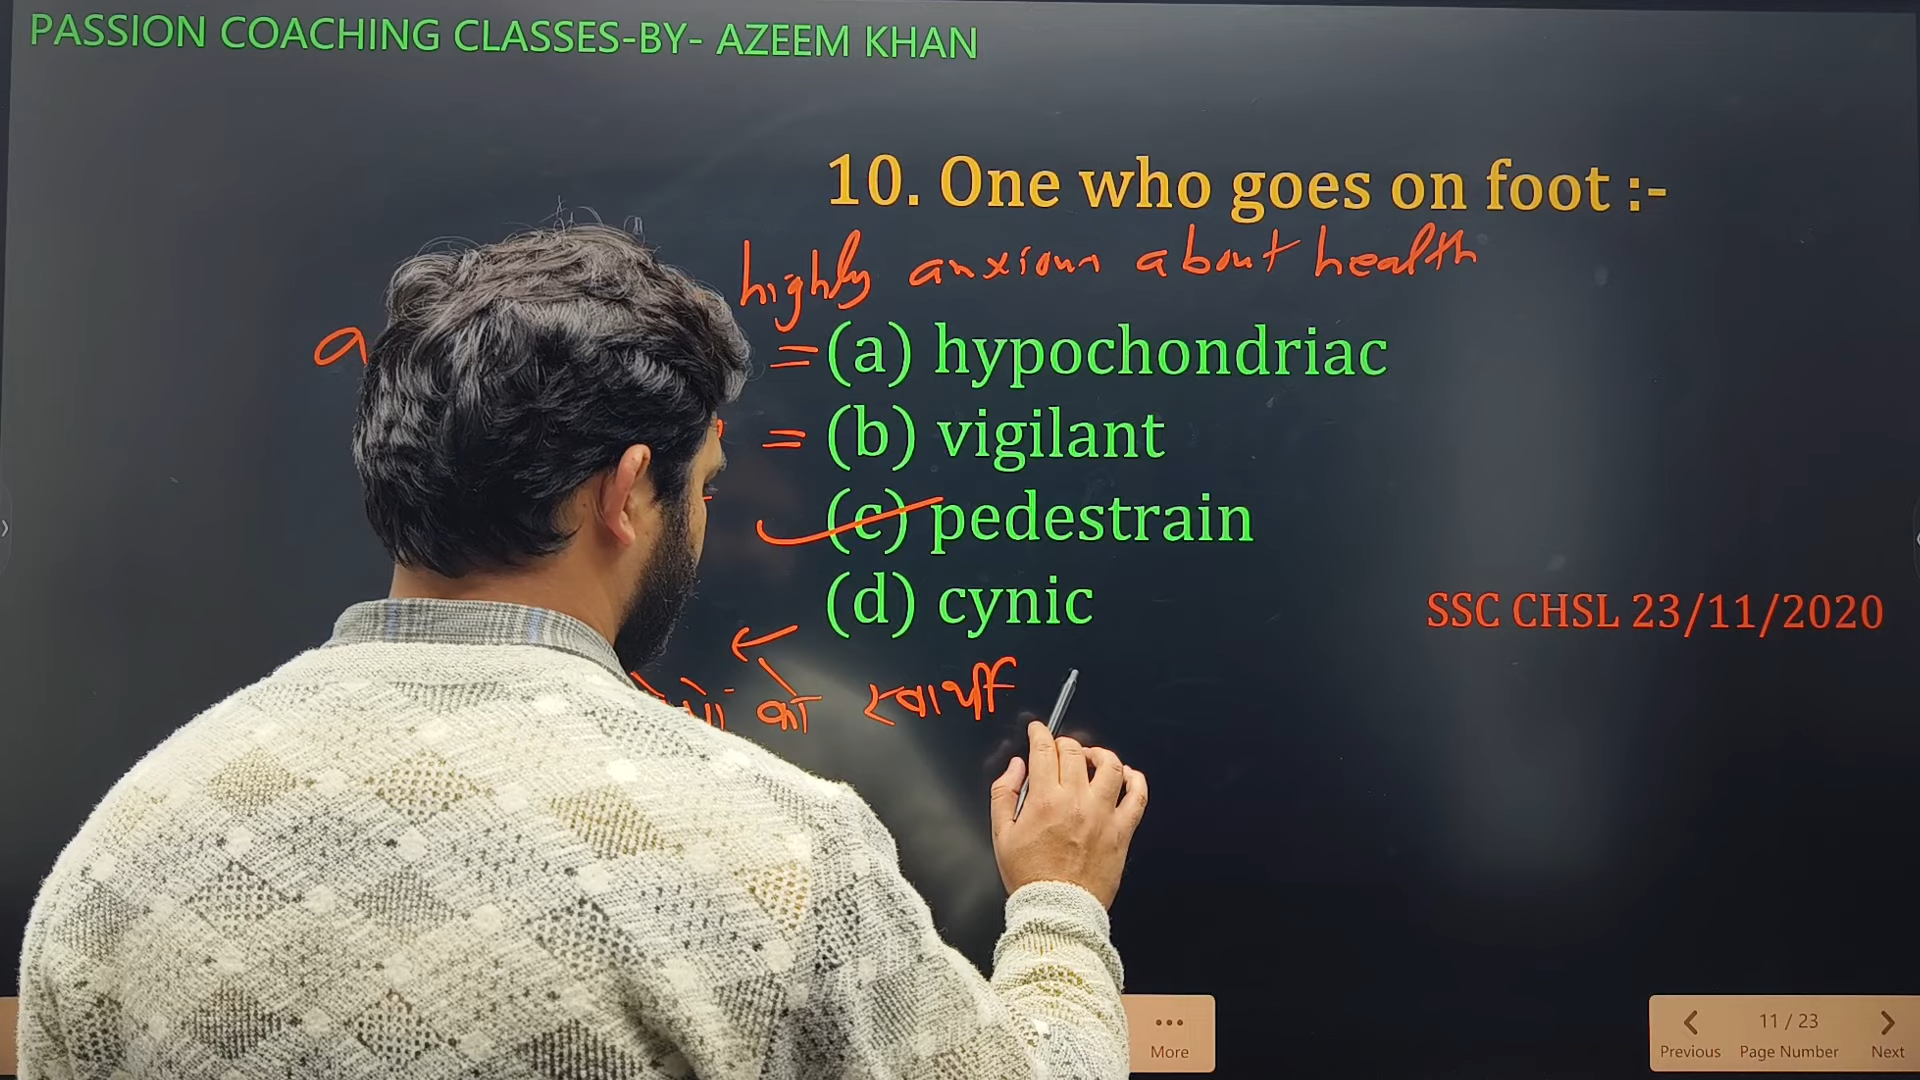 PASSION COACHING CLASSES-BY- AZEEM KHAN
10. One who goes on foot :-
highly anxious about health
a
= (a) hypochondriac
= (b) vigilant
(c) pedestrain
(d) cynic
SSC CHSL 23/11/2020
को स्वार्थी
More
Previous
11 / 23
Page Number
Next